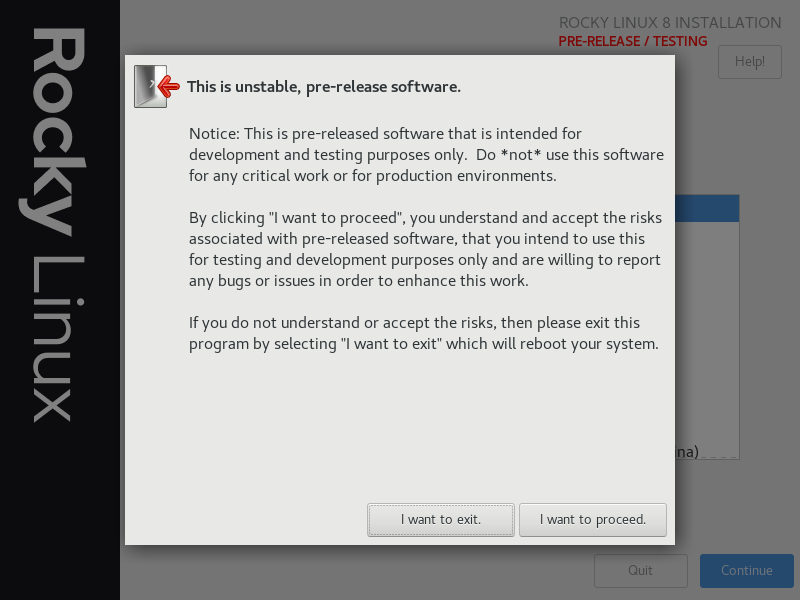 Rocky Linux
ROCKY LINUX 8 INSTALLATION
PRE-RELEASE / TESTING
Help!
This is unstable, pre-release software.
Notice: This is pre-released software that is intended for
development and testing purposes only.  Do *not* use this software
for any critical work or for production environments.
By clicking "I want to proceed", you understand and accept the risks
associated with pre-released software, that you intend to use this
for testing and development purposes only and are willing to report
any bugs or issues in order to enhance this work.
If you do not understand or accept the risks, then please exit this
program by selecting "I want to exit" which will reboot your system.
ina)
I want to exit.
I want to proceed.
Quit
Continue